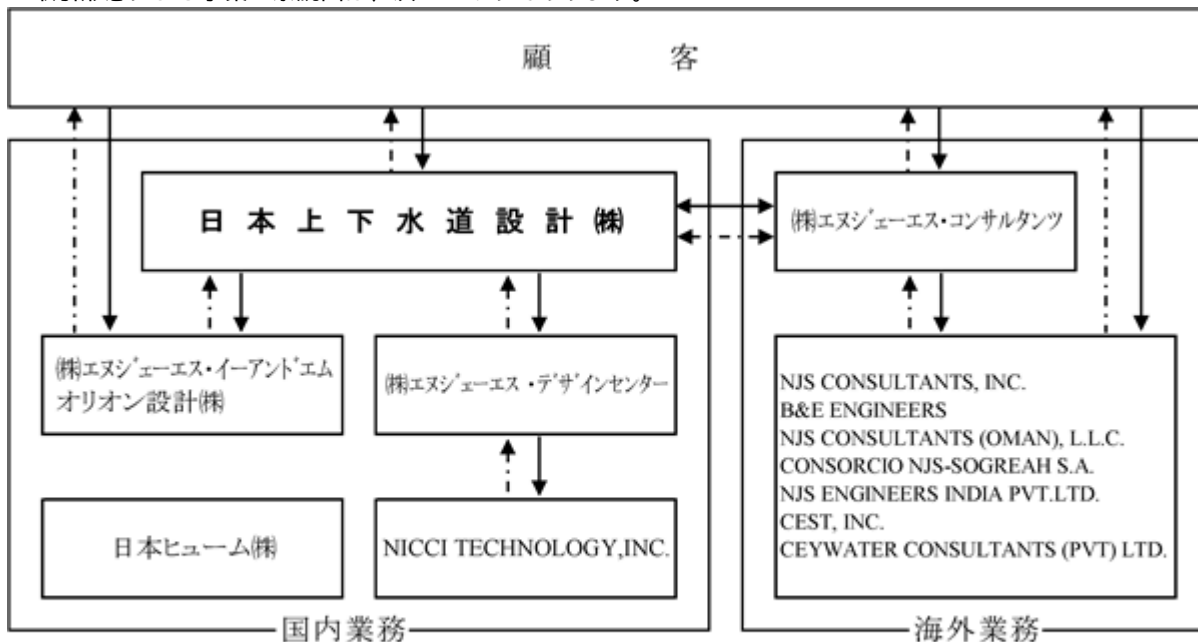 顧 客
日 本 上 下 水 道 設 計 ㈱
㈱エヌジェーエス・コンサルタンツ
㈱エヌジェーエス・イーアンドエム
オリオン設計㈱
㈱エヌジェーエス・デザインセンター
NJS CONSULTANTS, INC.
B&E ENGINEERS
NJS CONSULTANTS (OMAN), L.L.C.
CONSORCIO NJS-SOGREAH S.A.
NJS ENGINEERS INDIA PVT.LTD.
CEST, INC.
CEYWATER CONSULTANTS (PVT) LTD.
日本ヒューム㈱
NICCI TECHNOLOGY,INC.
国内業務
海外業務